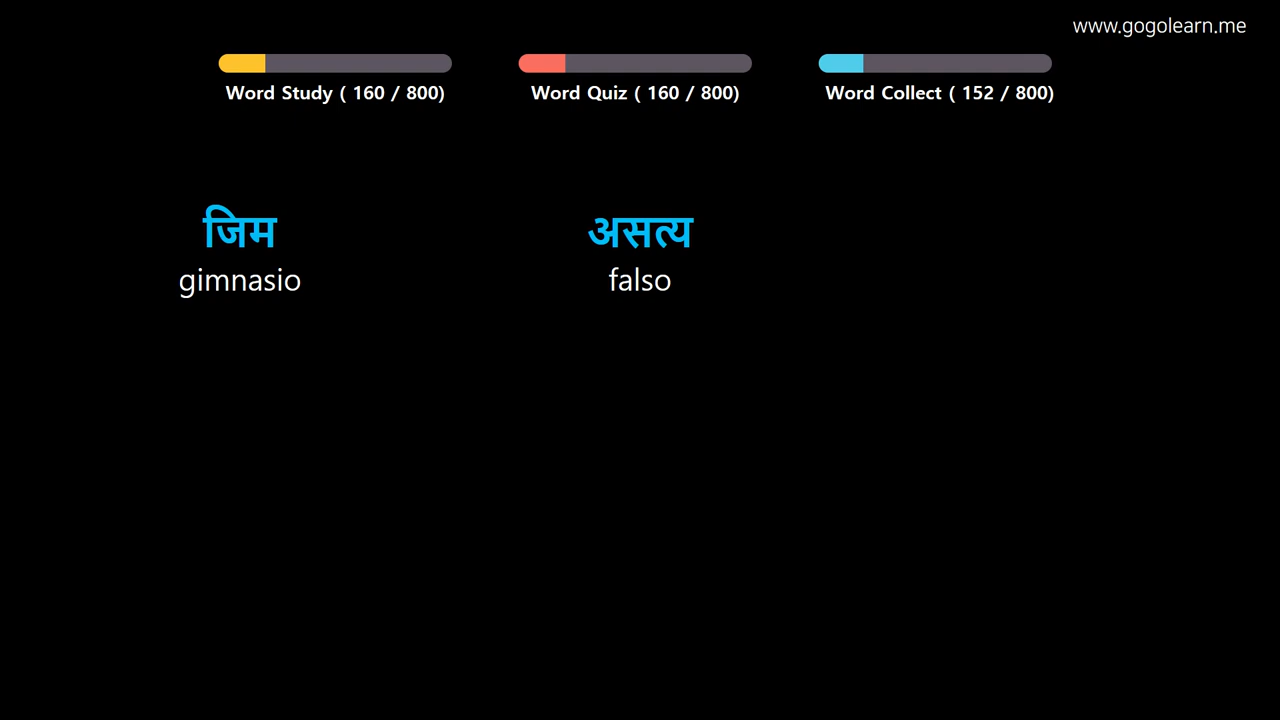 www.gogolearn.me
Word Study ( 160 / 800)
Word Quiz ( 160 / 800)
Word Collect ( 152 / 800)
जिम
gimnasio
असत्य
falso